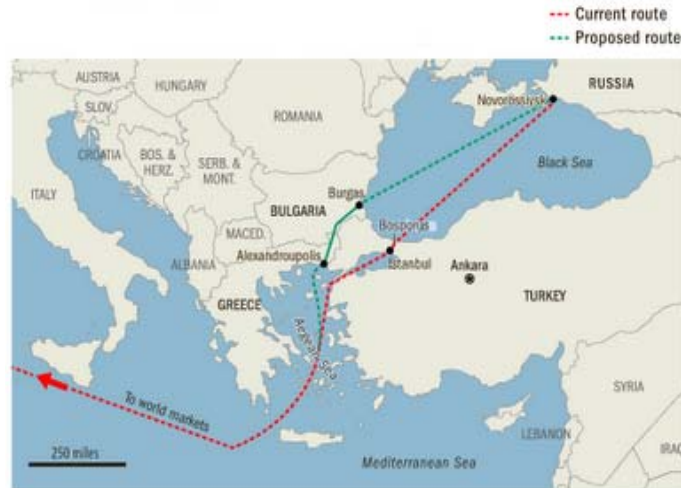 Current route
Proposed route
AUSTRIA
HUNGARY
SLOV.
CROATIA
BOS. &
HERZ.
SERB. &
MONT.
ROMANIA
ITALY
BULGARIA
MACED.
ALBANIA
GREECE
RUSSIA
Novorossiysk
Black Sea
Burgas
Bosporus
Istanbul
Alexandroupolis
Ankara
TURKEY
Aegean Sea
To world markets
250 miles
Mediterranean Sea
SYRIA
LEBANON
IRAQ